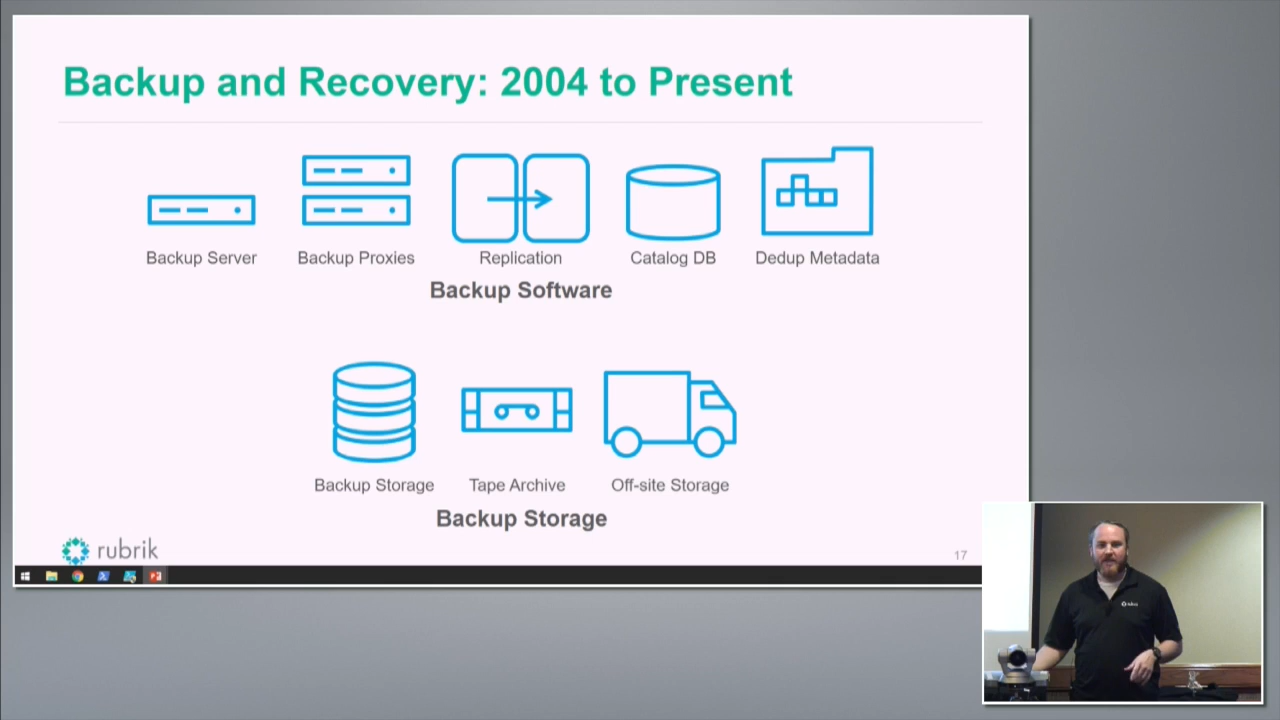 Backup and Recovery: 2004 to Present
Backup Server Backup Proxies Replication Catalog DB Dedup Metadata
Backup Software
Backup Storage Tape Archive Off-site Storage
Backup Storage
rubrik
17